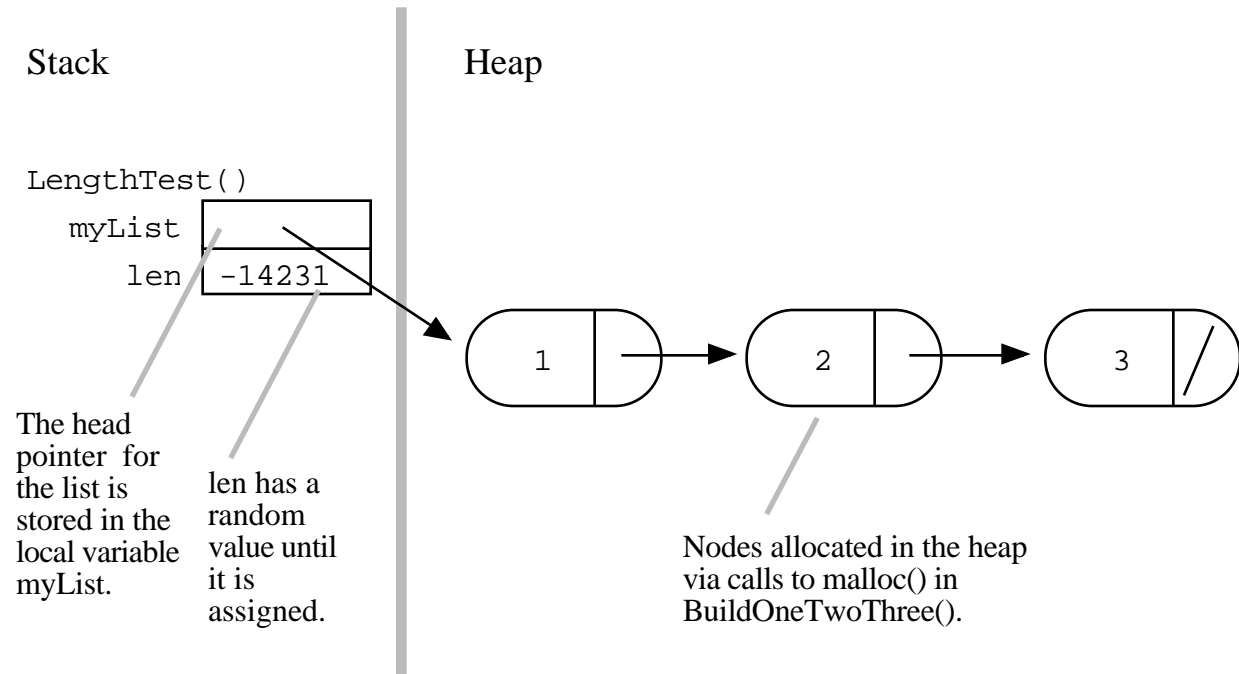 Stack
Heap
LengthTest()
myList
len -14231
1
2
3
The head
pointer for
the list is
stored in the
local variable
myList.
len has a
random
value until
it is
assigned.
Nodes allocated in the heap
via calls to malloc() in
BuildOneTwoThree().